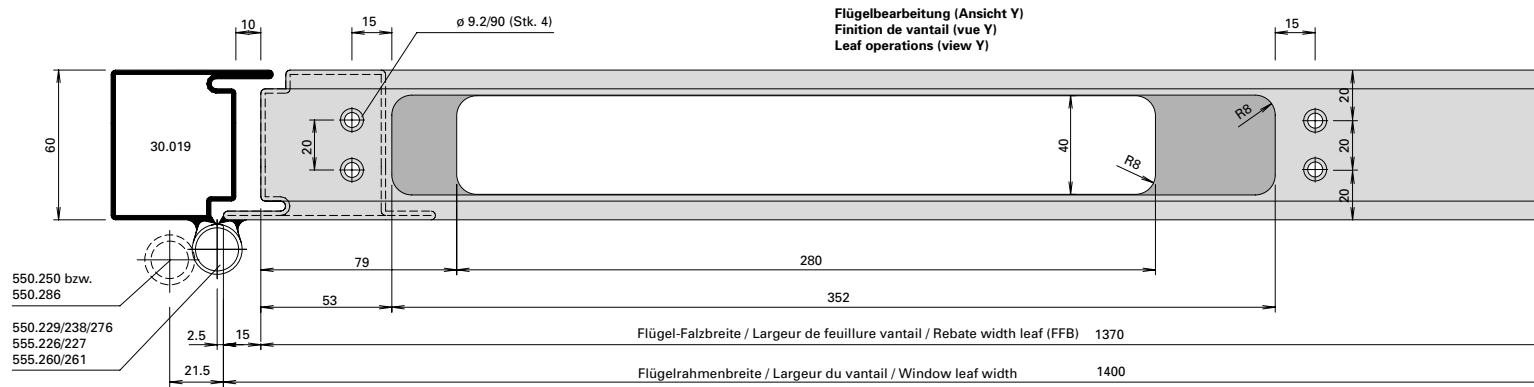 Flügelbearbeitung (Ansicht Y)
Finition de vantail (vue Y)
Leaf operations (view Y)
10
15
ø 9.2/90 (Stk. 4)
15
60
30.019
20
40
R8
R8
20
20
20
79
280
53
352
550.250 bzw.
550.286
550.229/238/276
555.226/227
555.260/261
2.5
15
Flügel-Falzbreite / Largeur de feuillure vantail / Rebate width leaf (FFB) 1370
21.5
Flügelrahmenbreite / Largeur du vantail / Window leaf width 1400